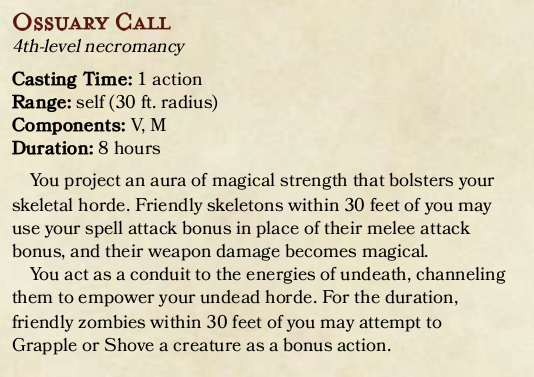 Ossuary Call
4th-level necromancy
Casting Time: 1 action
Range: self (30 ft. radius)
Components: V, M
Duration: 8 hours
You project an aura of magical strength that bolsters your
skeletal horde. Friendly skeletons within 30 feet of you may
use your spell attack bonus in place of their melee attack
bonus, and their weapon damage becomes magical.
You act as a conduit to the energies of undeath, channeling
them to empower your undead horde. For the duration,
friendly zombies within 30 feet of you may attempt to
Grapple or Shove a creature as a bonus action.